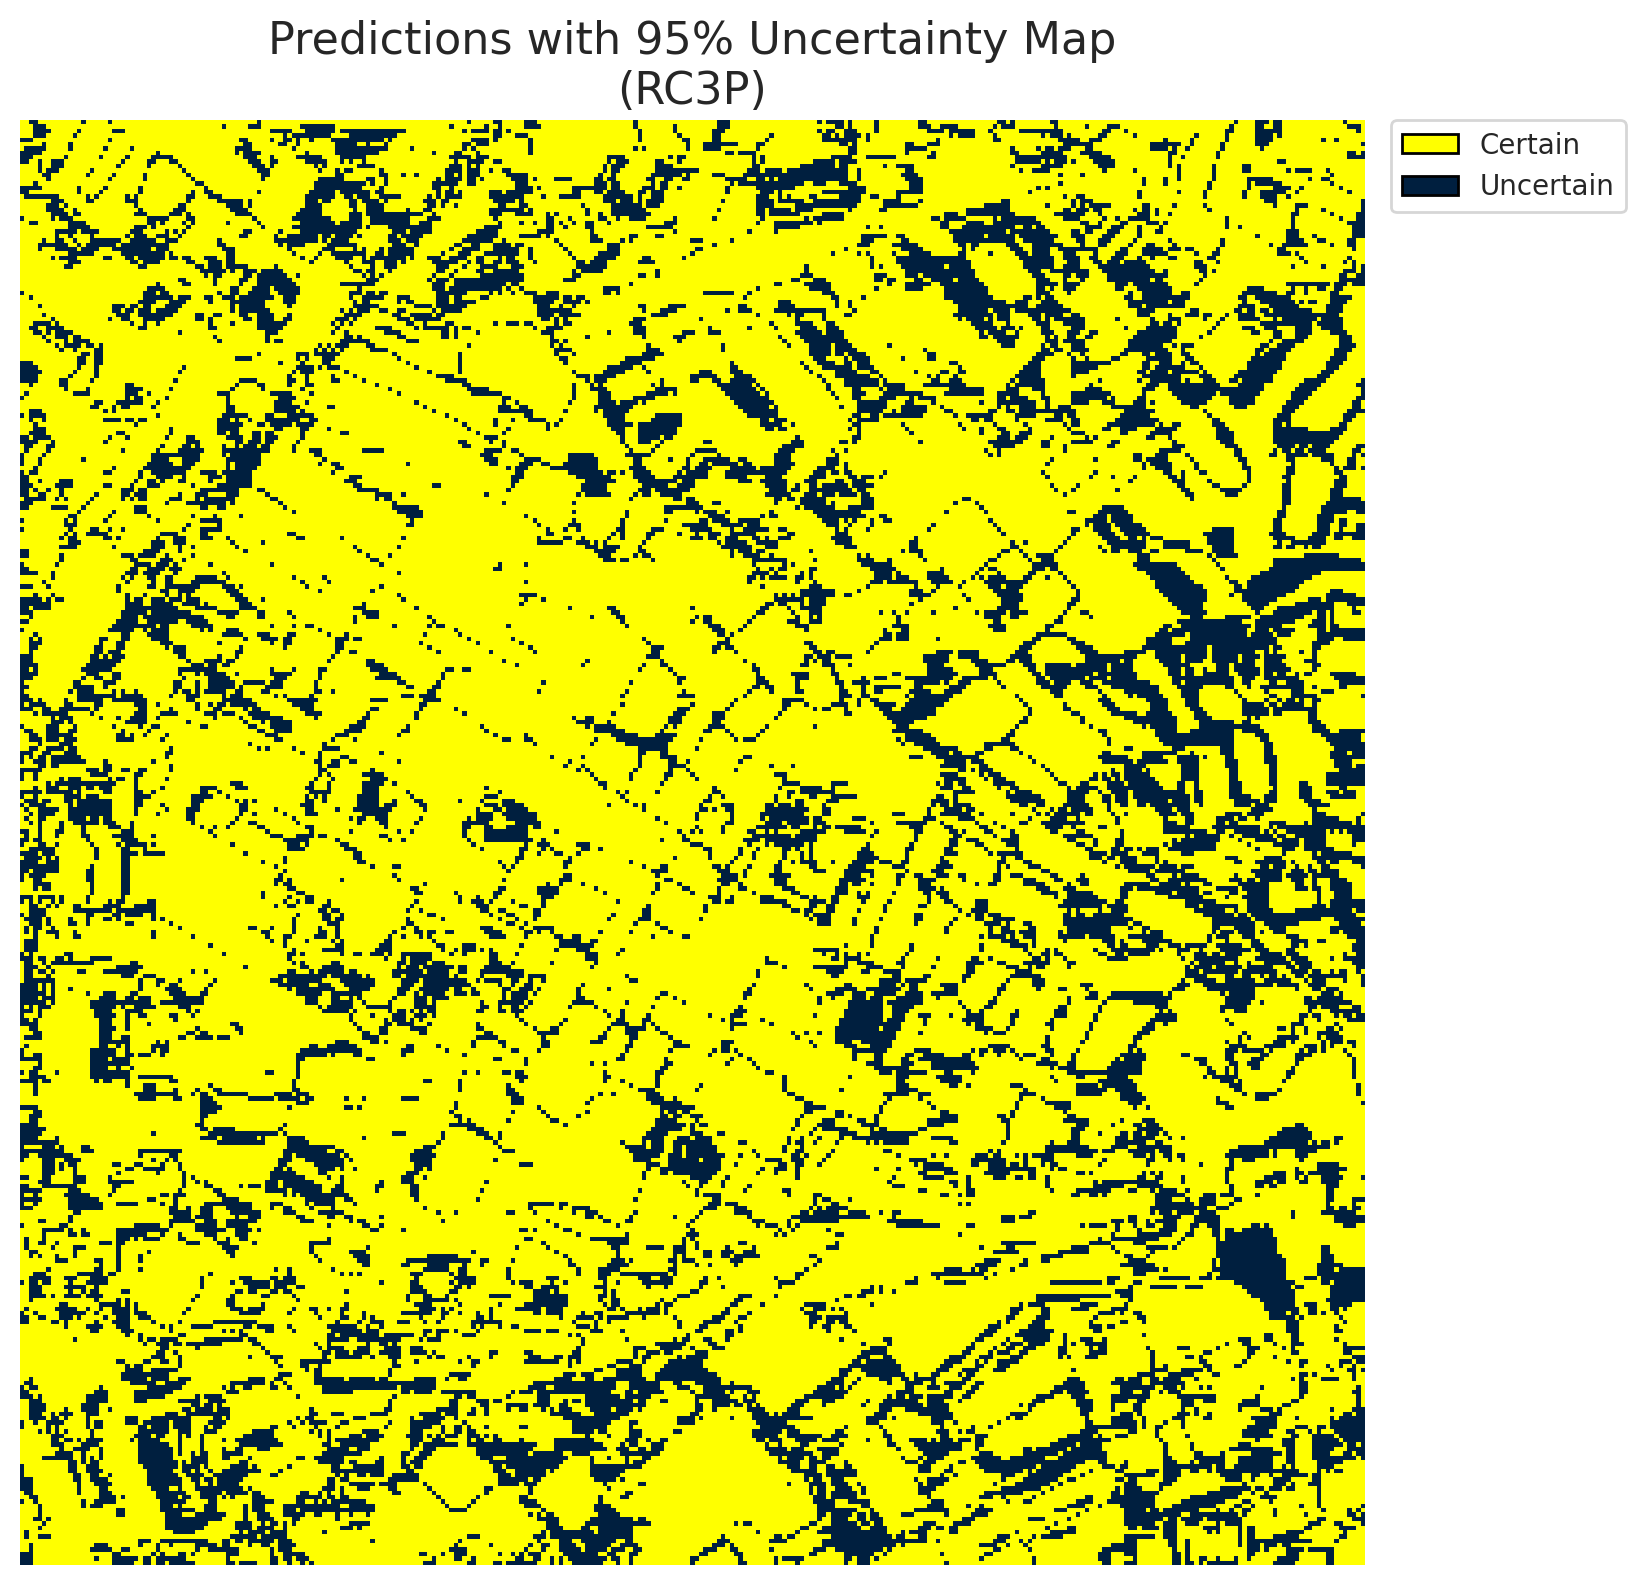 Predictions with 95% Uncertainty Map
(RC3P)
Certain
Uncertain